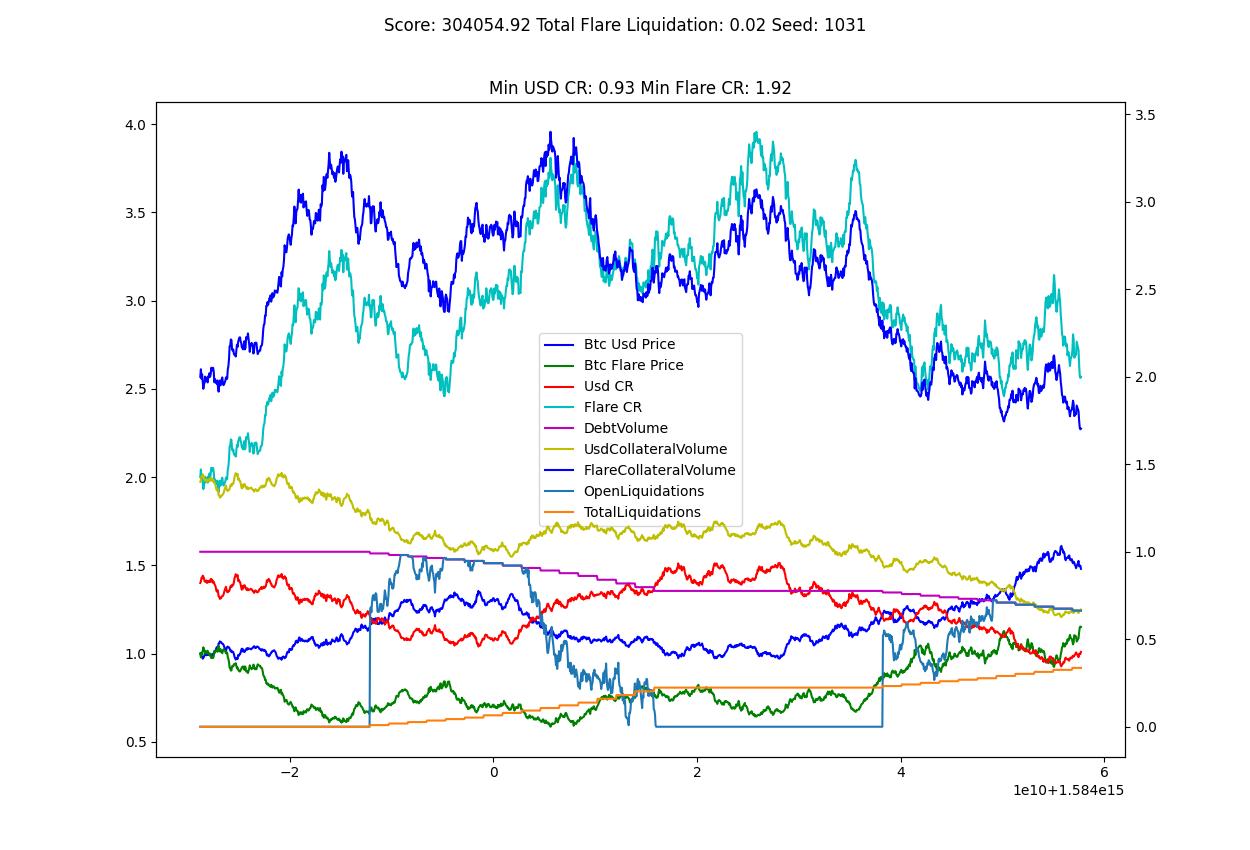 Score: 304054.92 Total Flare Liquidation: 0.02 Seed: 1031
Min USD CR: 0.93 Min Flare CR: 1.92
4.0
3.5
3.0
2.5
2.0
1.5
1.0
0.5
3.5
3.0
2.5
2.0
1.5
1.0
0.5
0.0
Btc Usd Price
Btc Flare Price
Usd CR
Flare CR
DebtVolume
UsdCollateralVolume
FlareCollateralVolume
OpenLiquidations
TotalLiquidations
−2 0 2 4 6
1e10+1.584e15